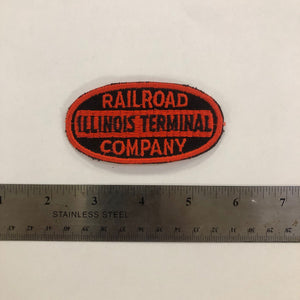 RAILROAD
ILLINOIS TERMINAL
COMPANY
1 2 3 4 5 6 7
STAINLESS STEEL